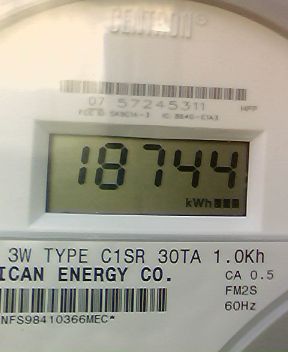 CENTRON®
07 57245311
HPP
18744
kWh
3W TYPE C1SR 30TA 1.0Kh
ICAN ENERGY CO.
CA 0.5
FM2S
60Hz
NFS98410366MEC*